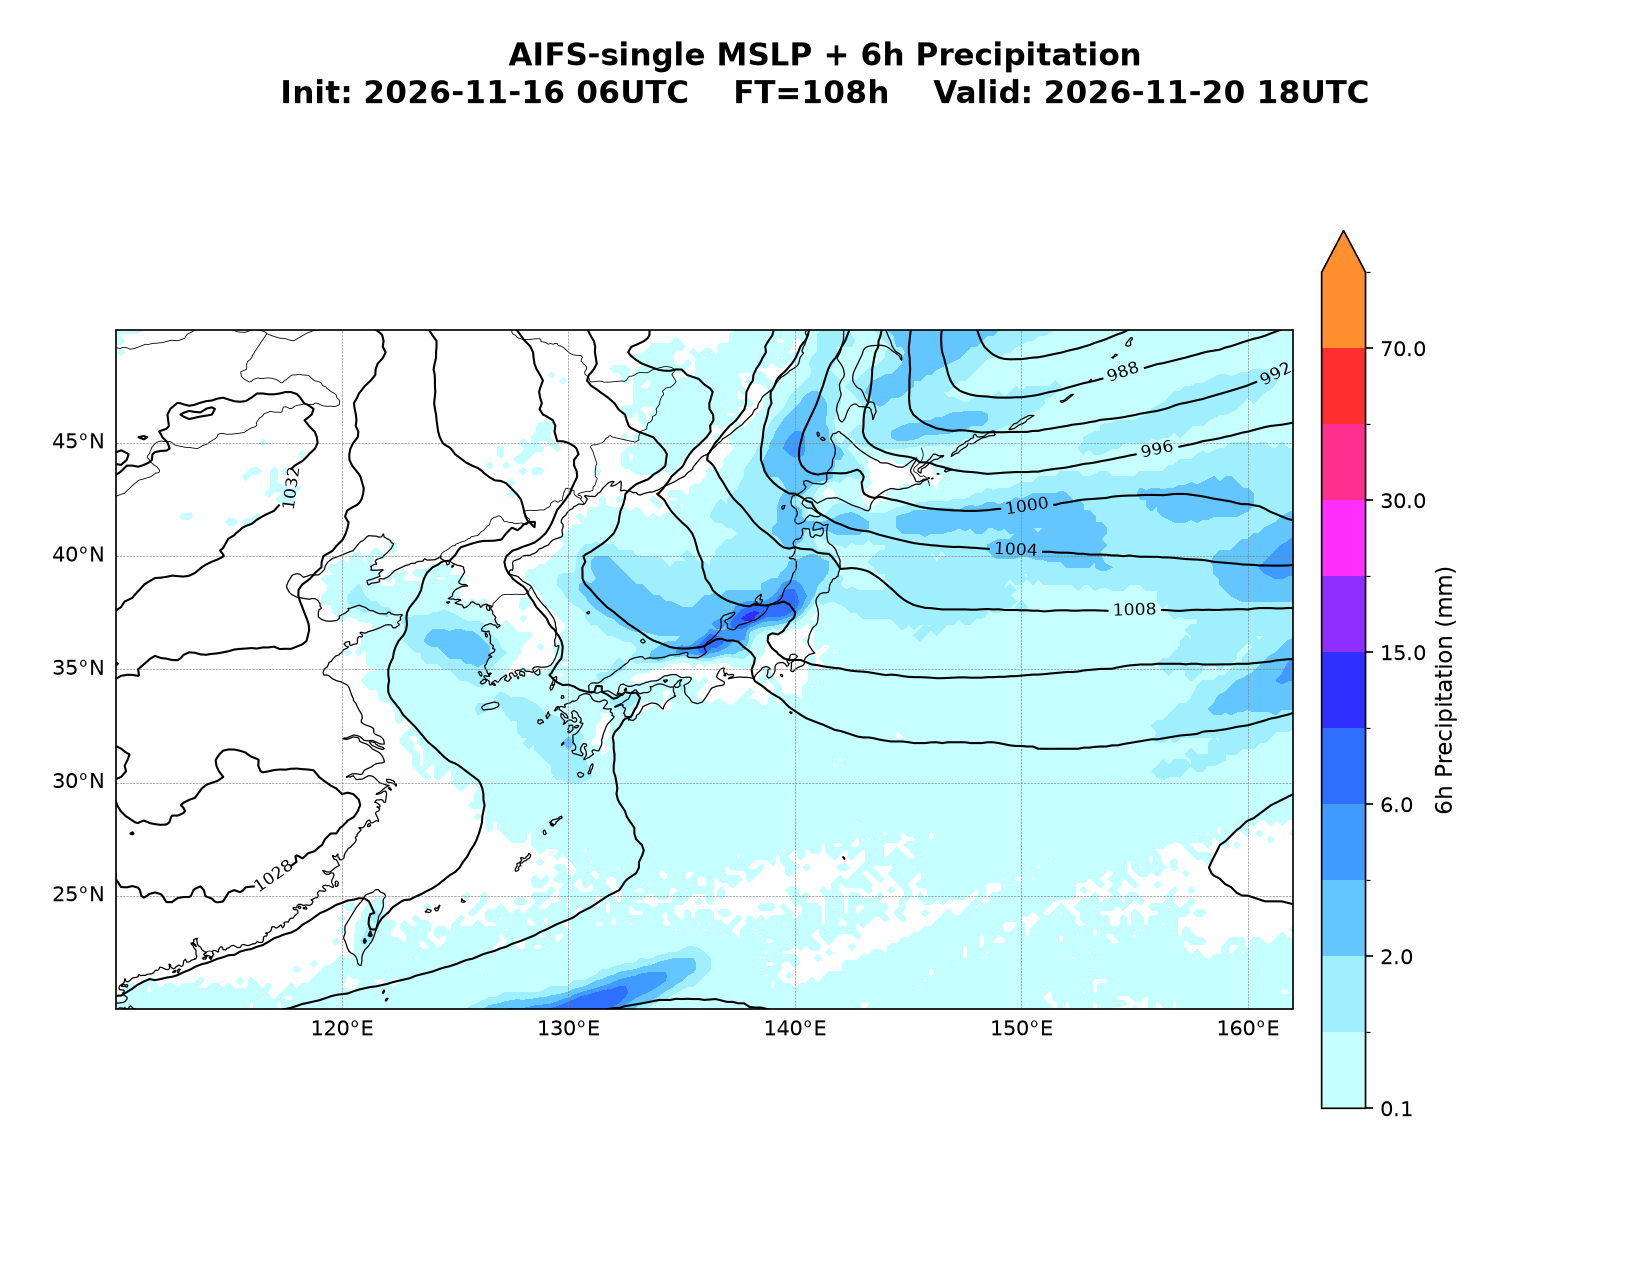 AIFS-single MSLP + 6h Precipitation
Init: 2026-11-16 06UTC    FT=108h    Valid: 2026-11-20 18UTC
988
992
996
1000
1004
1008
1032
1028
45°N
40°N
35°N
30°N
25°N
120°E
130°E
140°E
150°E
160°E
70.0
30.0
15.0
6.0
2.0
0.1
6h Precipitation (mm)